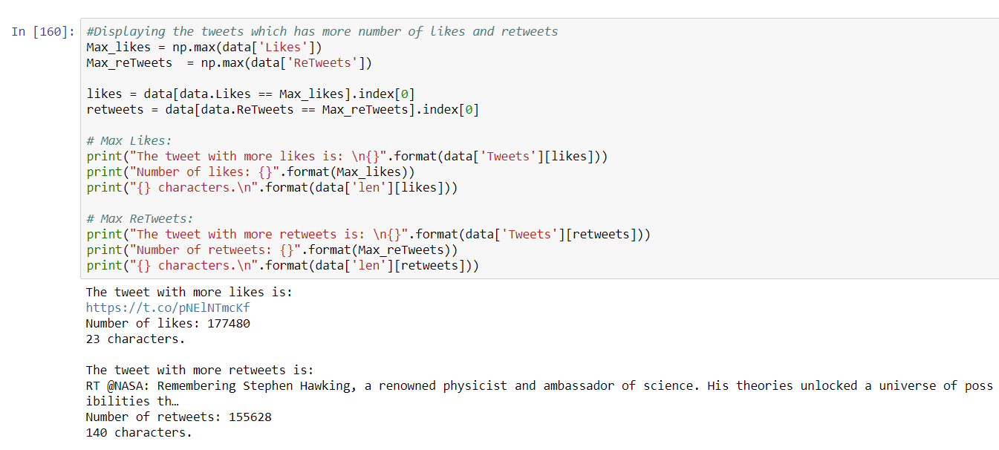 In [160]: #Displaying the tweets which has more number of likes and retweets
Max_likes = np.max(data['Likes'])
Max_reTweets  = np.max(data['ReTweets'])

likes = data[data.Likes == Max_likes].index[0]
retweets = data[data.ReTweets == Max_reTweets].index[0]

# Max Likes:
print("The tweet with more likes is: \n{}".format(data['Tweets'][likes]))
print("Number of likes: {}".format(Max_likes))
print("{} characters.\n".format(data['len'][likes]))

# Max ReTweets:
print("The tweet with more retweets is: \n{}".format(data['Tweets'][retweets]))
print("Number of retweets: {}".format(Max_reTweets))
print("{} characters.\n".format(data['len'][retweets]))

The tweet with more likes is:
https://t.co/pNElNTmcKf
Number of likes: 177480
23 characters.

The tweet with more retweets is:
RT @NASA: Remembering Stephen Hawking, a renowned physicist and ambassador of science. His theories unlocked a universe of poss
ibilities th…
Number of retweets: 155628
140 characters.